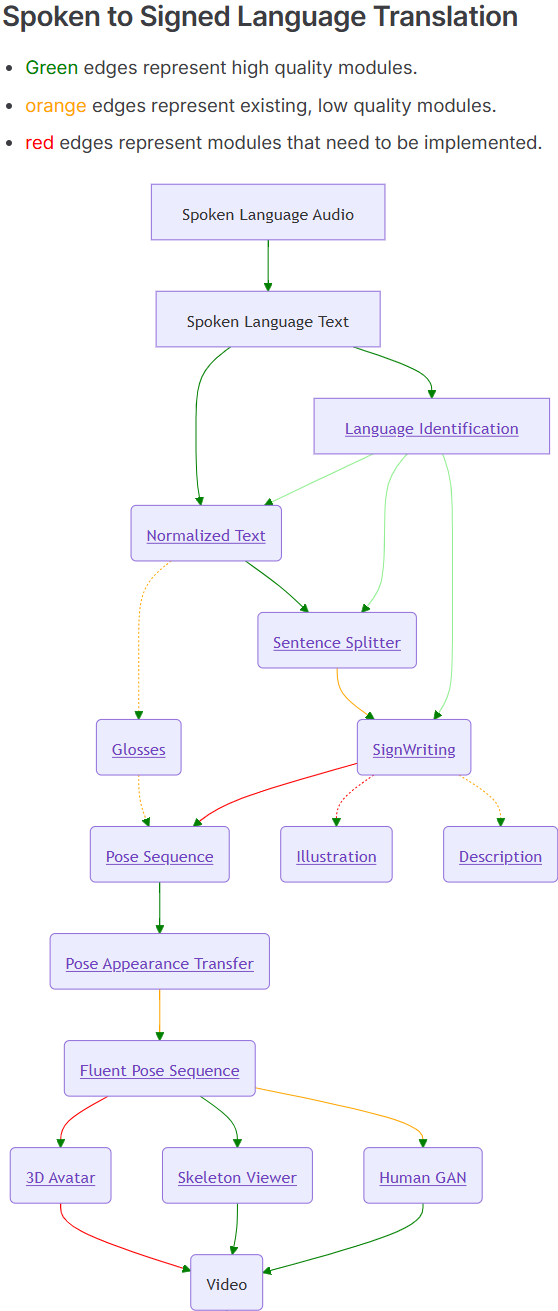 Spoken to Signed Language Translation
Green edges represent high quality modules.
orange edges represent existing, low quality modules.
red edges represent modules that need to be implemented.
Spoken Language Audio
Spoken Language Text
Language Identification
Normalized Text
Sentence Splitter
Glosses
SignWriting
Pose Sequence
Illustration
Description
Pose Appearance Transfer
Fluent Pose Sequence
3D Avatar
Skeleton Viewer
Human GAN
Video